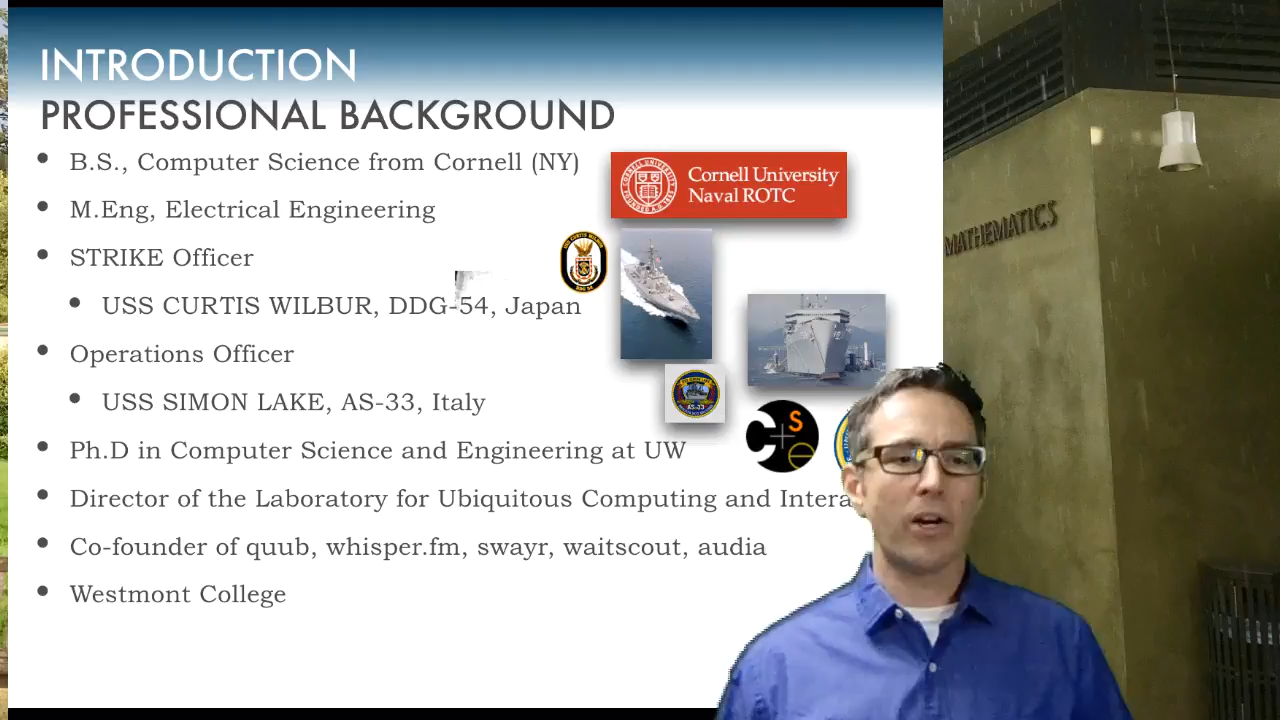 INTRODUCTION
PROFESSIONAL BACKGROUND
B.S., Computer Science from Cornell (NY)
Cornell University
Naval ROTC
M.Eng, Electrical Engineering
STRIKE Officer
USS CURTIS WILBUR, DDG-54, Japan
Operations Officer
USS SIMON LAKE, AS-33, Italy
AS-33
Ph.D in Computer Science and Engineering at UW
Director of the Laboratory for Ubiquitous Computing and Intera
Co-founder of quub, whisper.fm, swayr, waitscout, audia
Westmont College
MATHEMATICS